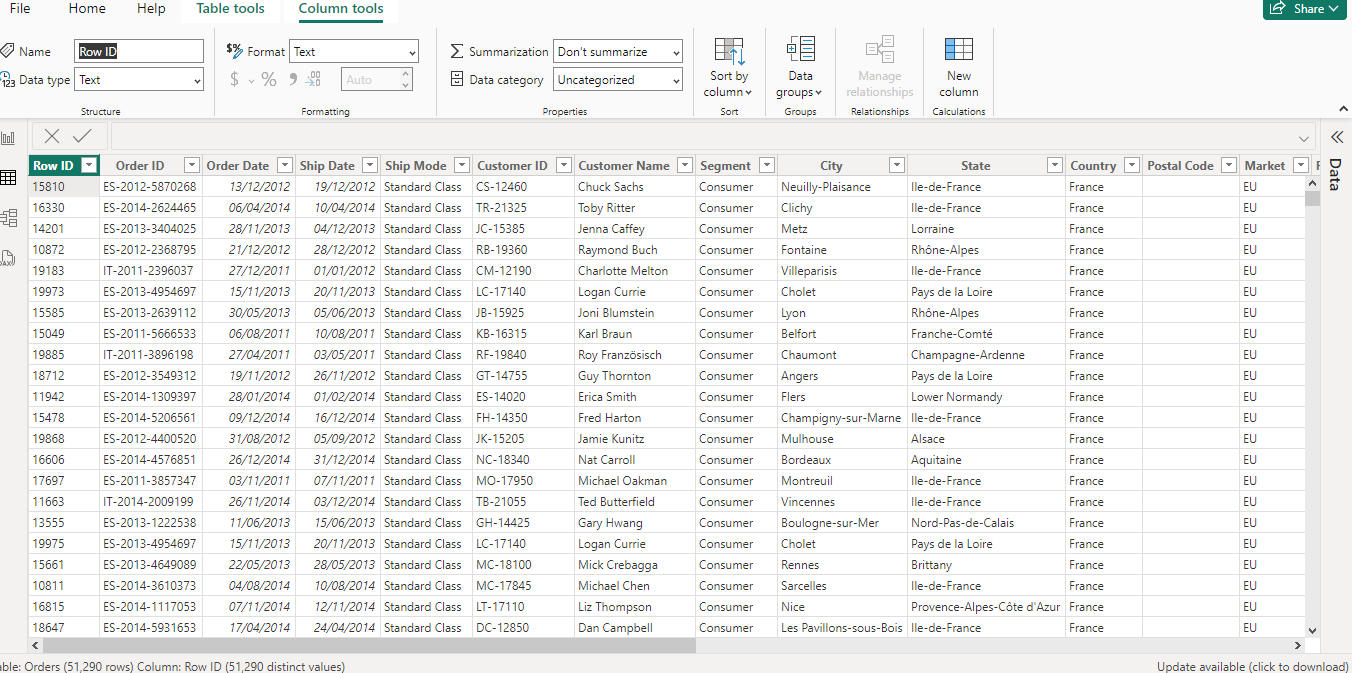 File Home Help Table tools Column tools Share
Name Row ID $% Format Text Summarization Don't summarize
Data type Text $ % 9 .00 Auto Data category Uncategorized
Sort by column Data groups Manage relationships New column
Structure Formatting Properties Sort Groups Relationships Calculations
Data
Row ID Order ID Order Date Ship Date Ship Mode Customer ID Customer Name Segment City State Country Postal Code Market
15810 ES-2012-5870268 13/12/2012 19/12/2012 Standard Class CS-12460 Chuck Sachs Consumer Neuilly-Plaisance Ile-de-France France EU
16330 ES-2014-2624465 06/04/2014 10/04/2014 Standard Class TR-21325 Toby Ritter Consumer Clichy Ile-de-France France EU
14201 ES-2013-3404025 28/11/2013 04/12/2013 Standard Class JC-15385 Jenna Caffey Consumer Metz Lorraine France EU
10872 ES-2012-2368795 21/12/2012 28/12/2012 Standard Class RB-19360 Raymond Buch Consumer Fontaine Rhône-Alpes France EU
19183 IT-2011-2396037 27/12/2011 01/01/2012 Standard Class CM-12190 Charlotte Melton Consumer Villeparisis Ile-de-France France EU
19973 ES-2013-4954697 15/11/2013 20/11/2013 Standard Class LC-17140 Logan Currie Consumer Cholet Pays de la Loire France EU
15585 ES-2013-2639112 30/05/2013 05/06/2013 Standard Class JB-15925 Joni Blumstein Consumer Lyon Rhône-Alpes France EU
15049 ES-2011-5666533 06/08/2011 10/08/2011 Standard Class KB-16315 Karl Braun Consumer Belfort Franche-Comté France EU
19885 IT-2011-3896198 27/04/2011 03/05/2011 Standard Class RF-19840 Roy Französisch Consumer Chaumont Champagne-Ardenne France EU
18712 ES-2012-3549312 19/11/2012 26/11/2012 Standard Class GT-14755 Guy Thornton Consumer Angers Pays de la Loire France EU
11942 ES-2014-1309397 28/01/2014 01/02/2014 Standard Class ES-14020 Erica Smith Consumer Flers Lower Normandy France EU
15478 ES-2014-5206561 09/12/2014 16/12/2014 Standard Class FH-14350 Fred Harton Consumer Champigny-sur-Marne Ile-de-France France EU
19868 ES-2012-4400520 31/08/2012 05/09/2012 Standard Class JK-15205 Jamie Kunitz Consumer Mulhouse Alsace France EU
16606 ES-2014-4576851 26/12/2014 31/12/2014 Standard Class NC-18340 Nat Carroll Consumer Bordeaux Aquitaine France EU
17697 ES-2011-3857347 03/11/2011 07/11/2011 Standard Class MO-17950 Michael Oakman Consumer Montreuil Ile-de-France France EU
11663 IT-2014-2009199 26/11/2014 03/12/2014 Standard Class TB-21055 Ted Butterfield Consumer Vincennes Ile-de-France France EU
13555 ES-2013-1222538 11/06/2013 15/06/2013 Standard Class GH-14425 Gary Hwang Consumer Boulogne-sur-Mer Nord-Pas-de-Calais France EU
19975 ES-2013-4954697 15/11/2013 20/11/2013 Standard Class LC-17140 Logan Currie Consumer Cholet Pays de la Loire France EU
15661 ES-2013-4649089 22/05/2013 28/05/2013 Standard Class MC-18100 Mick Crebagga Consumer Rennes Brittany France EU
10811 ES-2014-3610373 04/08/2014 10/08/2014 Standard Class MC-17845 Michael Chen Consumer Sarcelles Ile-de-France France EU
16815 ES-2014-1117053 07/11/2014 12/11/2014 Standard Class LT-17110 Liz Thompson Consumer Nice Provence-Alpes-Côte d'Azur France EU
18647 ES-2014-5931653 17/04/2014 24/04/2014 Standard Class DC-12850 Dan Campbell Consumer Les Pavillons-sous-Bois Ile-de-France France EU
able: Orders (51,290 rows) Column: Row ID (51,290 distinct values) Update available (click to download)